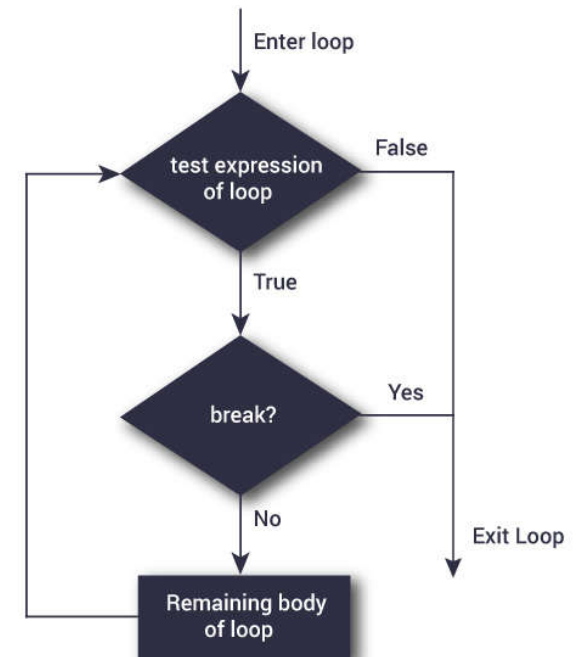 Enter loop
test expression
of loop
False
True
break?
Yes
No
Exit Loop
Remaining body
of loop